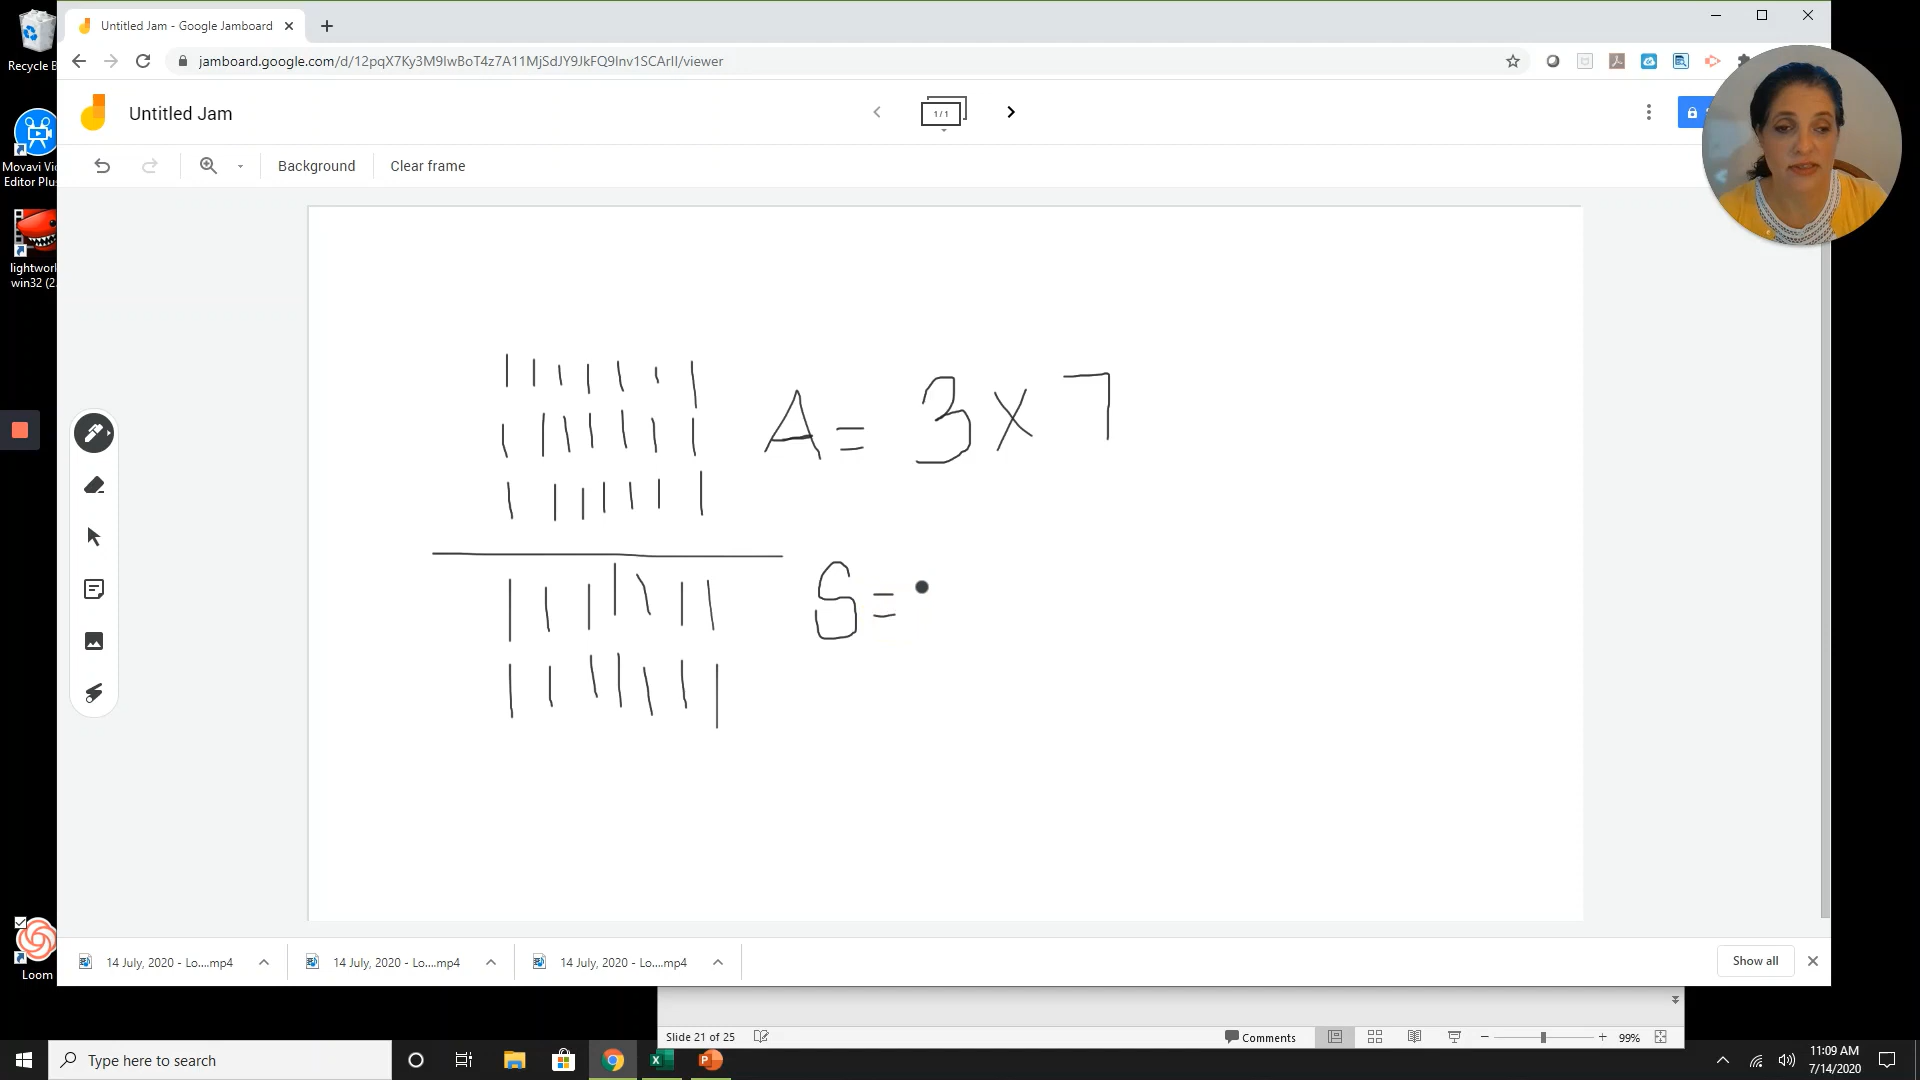 Untitled Jam - Google Jamboard
jamboard.google.com/d/12pqX7Ky3M9IwBoT4z7A11MjSdJY9JkFQ9Inv1SCArII/viewer
Recycle B
Untitled Jam
1 / 1
Background
Clear frame
Movavi Vi
Editor Plus
lightwork
win32 (2.
A = 3 x 7
S =
Loom
14 July, 2020 - Lo....mp4
14 July, 2020 - Lo....mp4
14 July, 2020 - Lo....mp4
Show all
Slide 21 of 25
Comments
99%
Type here to search
11:09 AM
7/14/2020